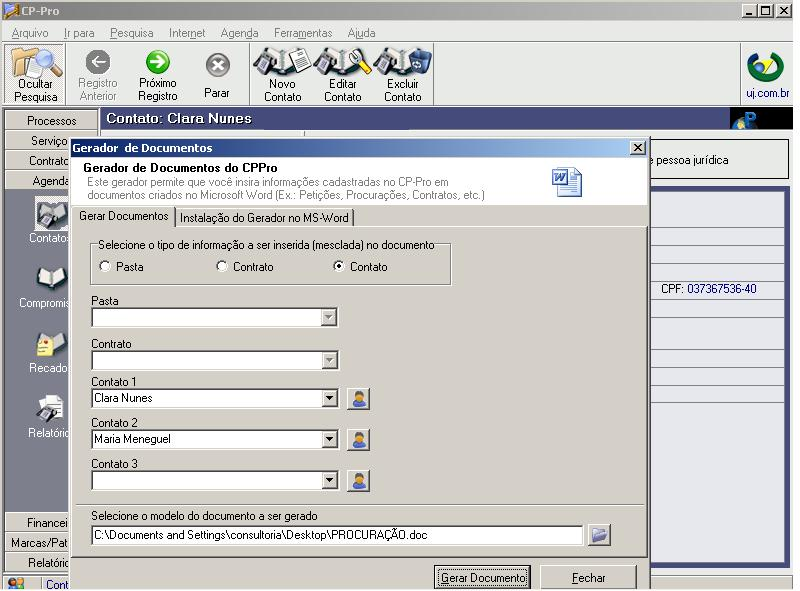 CP-Pro
Arquivo Ir para Pesquisa Internet Agenda Ferramentas Ajuda
Ocultar Pesquisa
Registro Anterior
Próximo Registro
Parar
Novo Contato
Editar Contato
Excluir Contato
uj.com.br
Processos
Contato: Clara Nunes
Serviço
Contrato
Agenda
Contatos
Compromis
Recado
Relatório
Financei
Marcas/Pat
Relatório
Cont
e pessoa jurídica
CPF: 037367536-40
Gerador de Documentos
Gerador de Documentos do CPPro
Este gerador permite que você insira informações cadastradas no CP-Pro em
documentos criados no Microsoft Word (Ex.: Petições, Procurações, Contratos, etc.)
Gerar Documentos Instalação do Gerador no MS-Word
Selecione o tipo de informação a ser inserida (mesclada) no documento
Pasta Contrato Contato
Pasta
Contrato
Contato 1
Clara Nunes
Contato 2
Maria Meneguel
Contato 3
Selecione o modelo do documento a ser gerado
C:\Documents and Settings\consultoria\Desktop\PROCURAÇÃO.doc
Gerar Documento Fechar